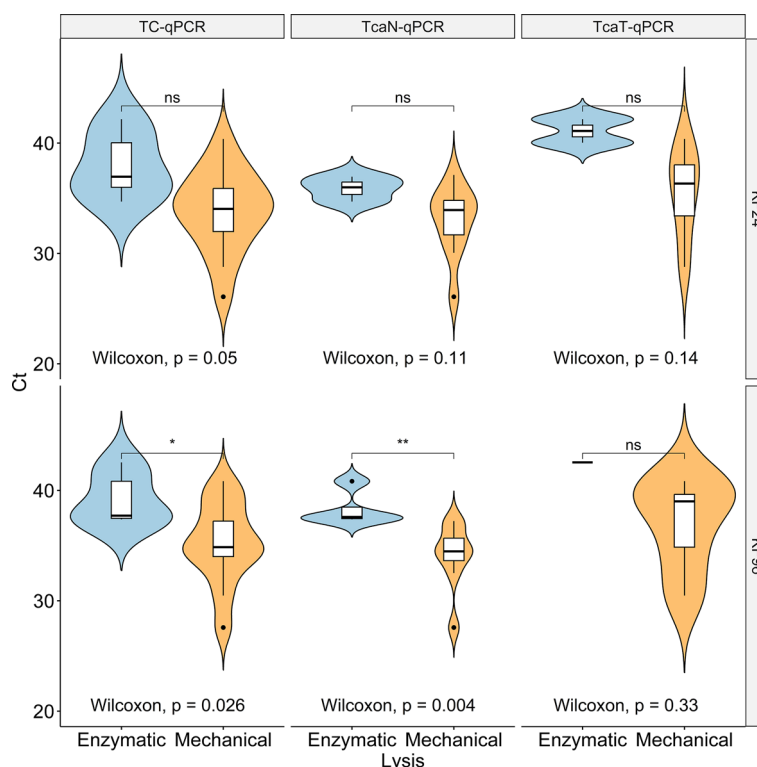 TC-qPCR TcaN-qPCR TcaT-qPCR
ns ns ns
40
30
20
Wilcoxon, p = 0.05 Wilcoxon, p = 0.11 Wilcoxon, p = 0.14
Ct
* ** ns
40
30
20
Wilcoxon, p = 0.026 Wilcoxon, p = 0.004 Wilcoxon, p = 0.33
Enzymatic Mechanical Enzymatic Mechanical Enzymatic Mechanical
Lysis